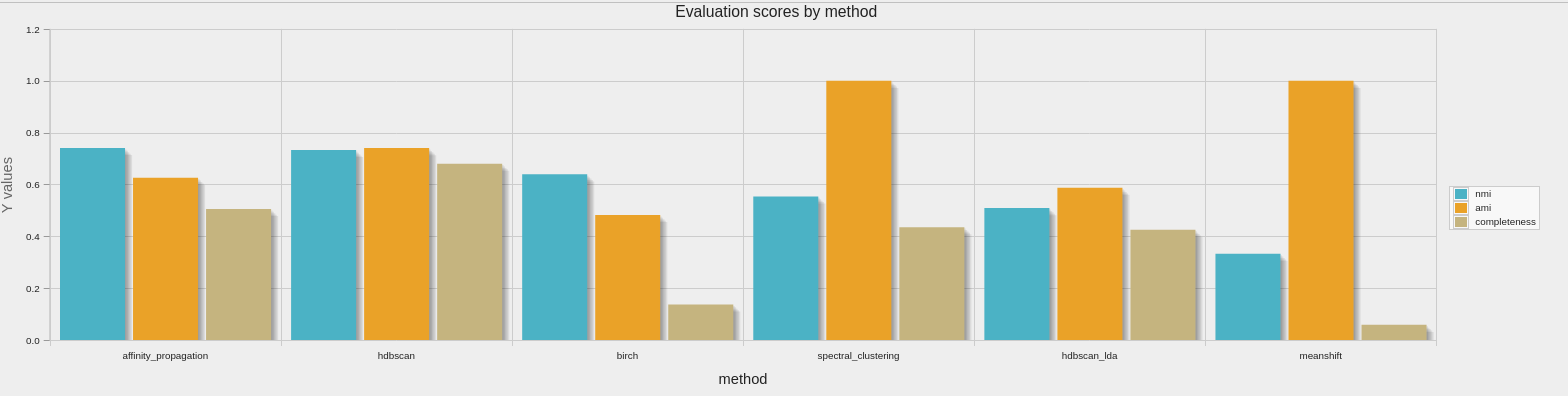 Evaluation scores by method
1.2
1.0
0.8
0.6
0.4
0.2
0.0
Y values
affinity_propagation
hdbscan
birch
spectral_clustering
hdbscan_lda
meanshift
method
nmi
ami
completeness